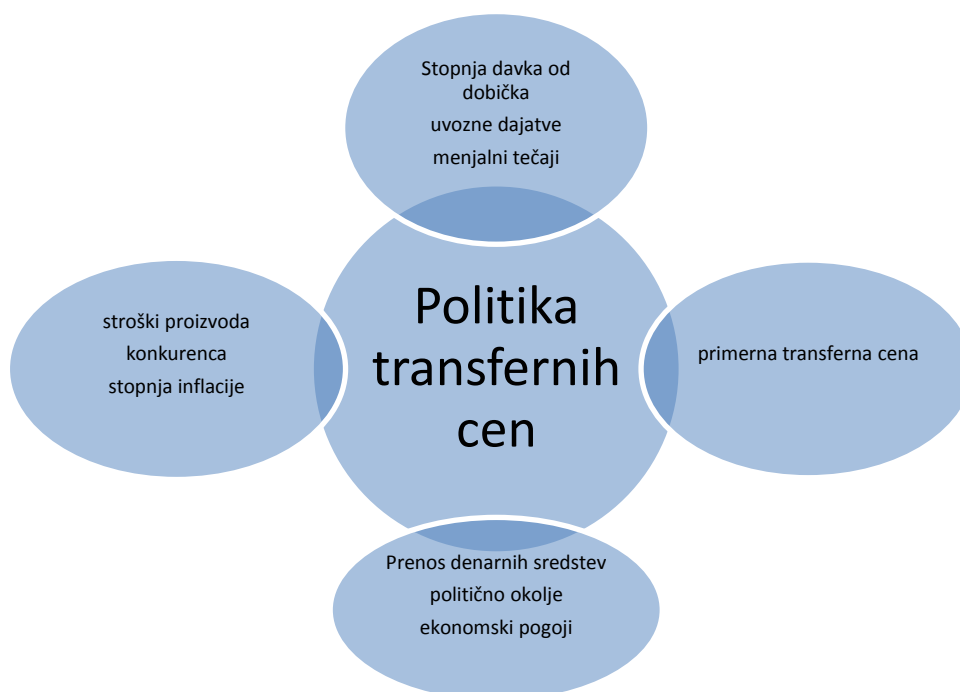 Stopnja davka od
dobička
uvozne dajatve
menjalni tečaji
stroški proizvoda
konkurenca
stopnja inflacije
Politika
transfernih
cen
primerna transferna cena
Prenos denarnih sredstev
politično okolje
ekonomski pogoji